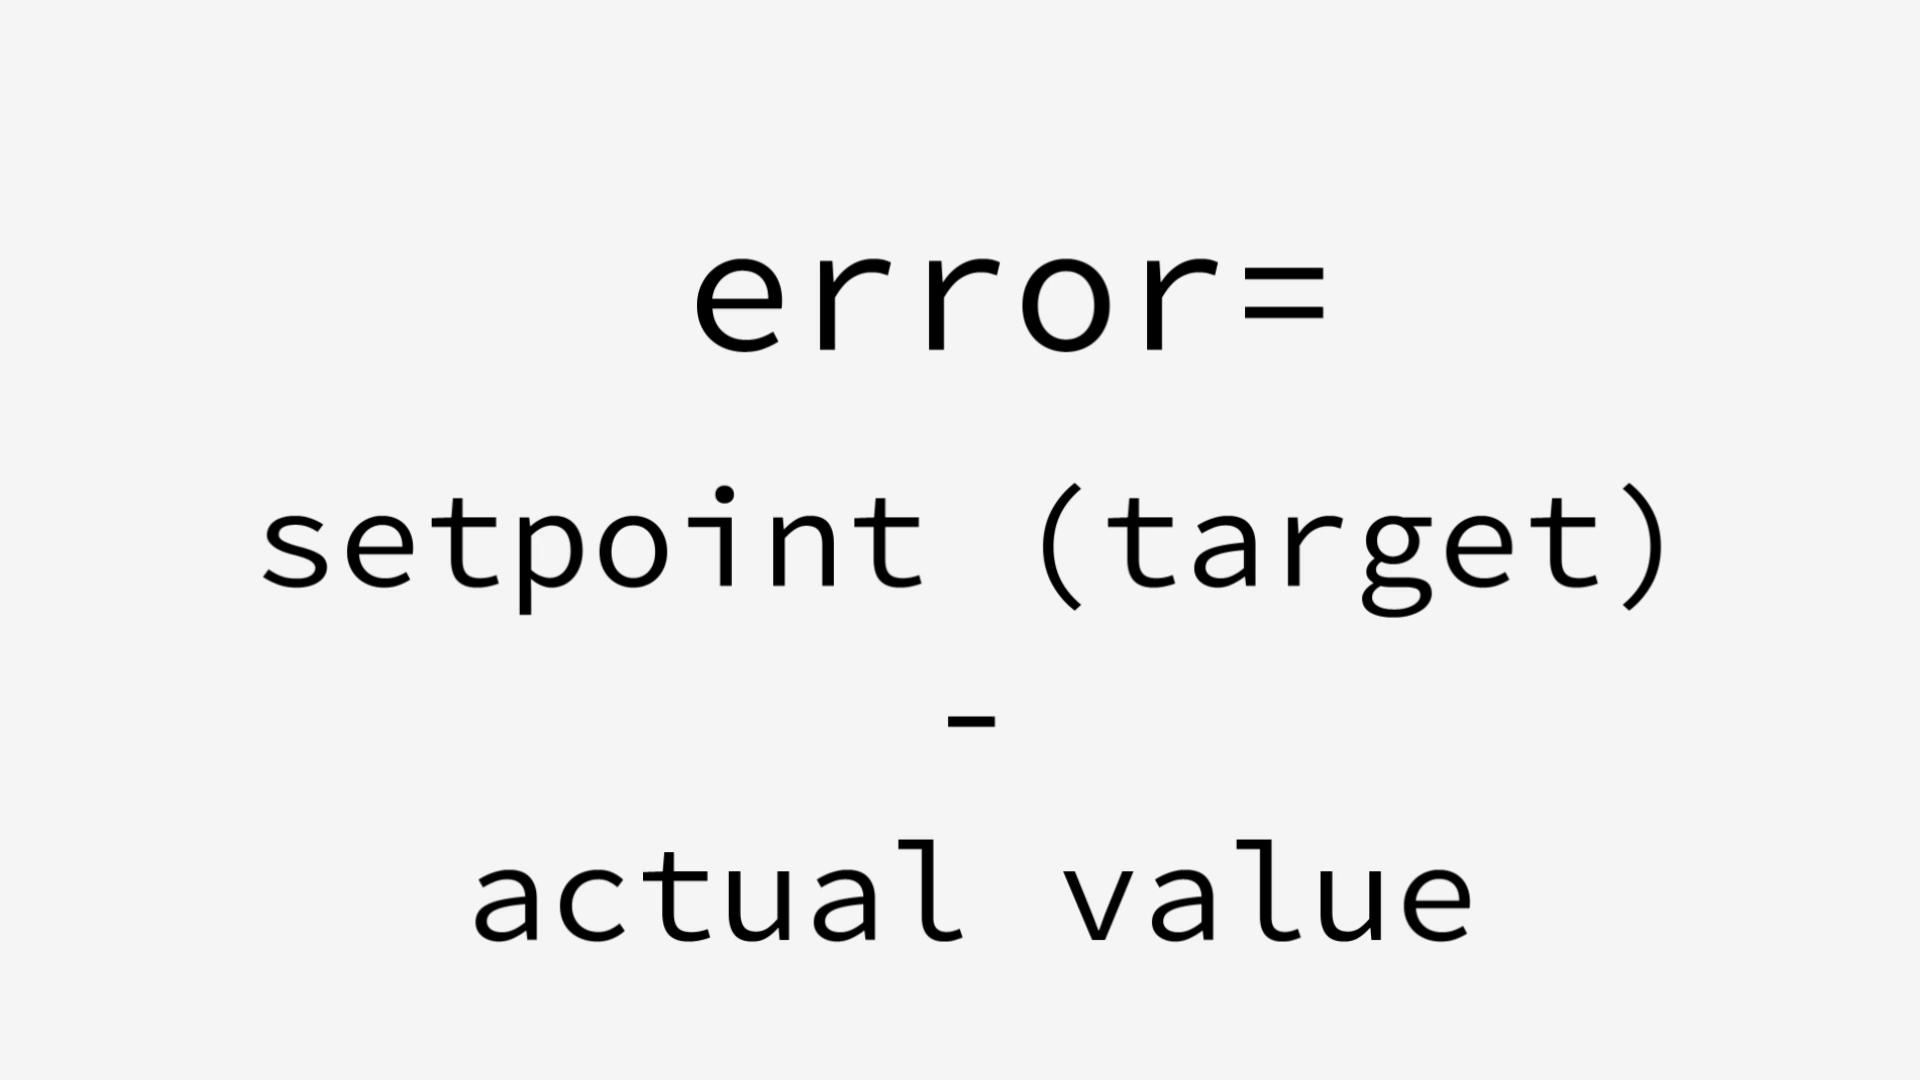 error=
setpoint (target)
-
actual value